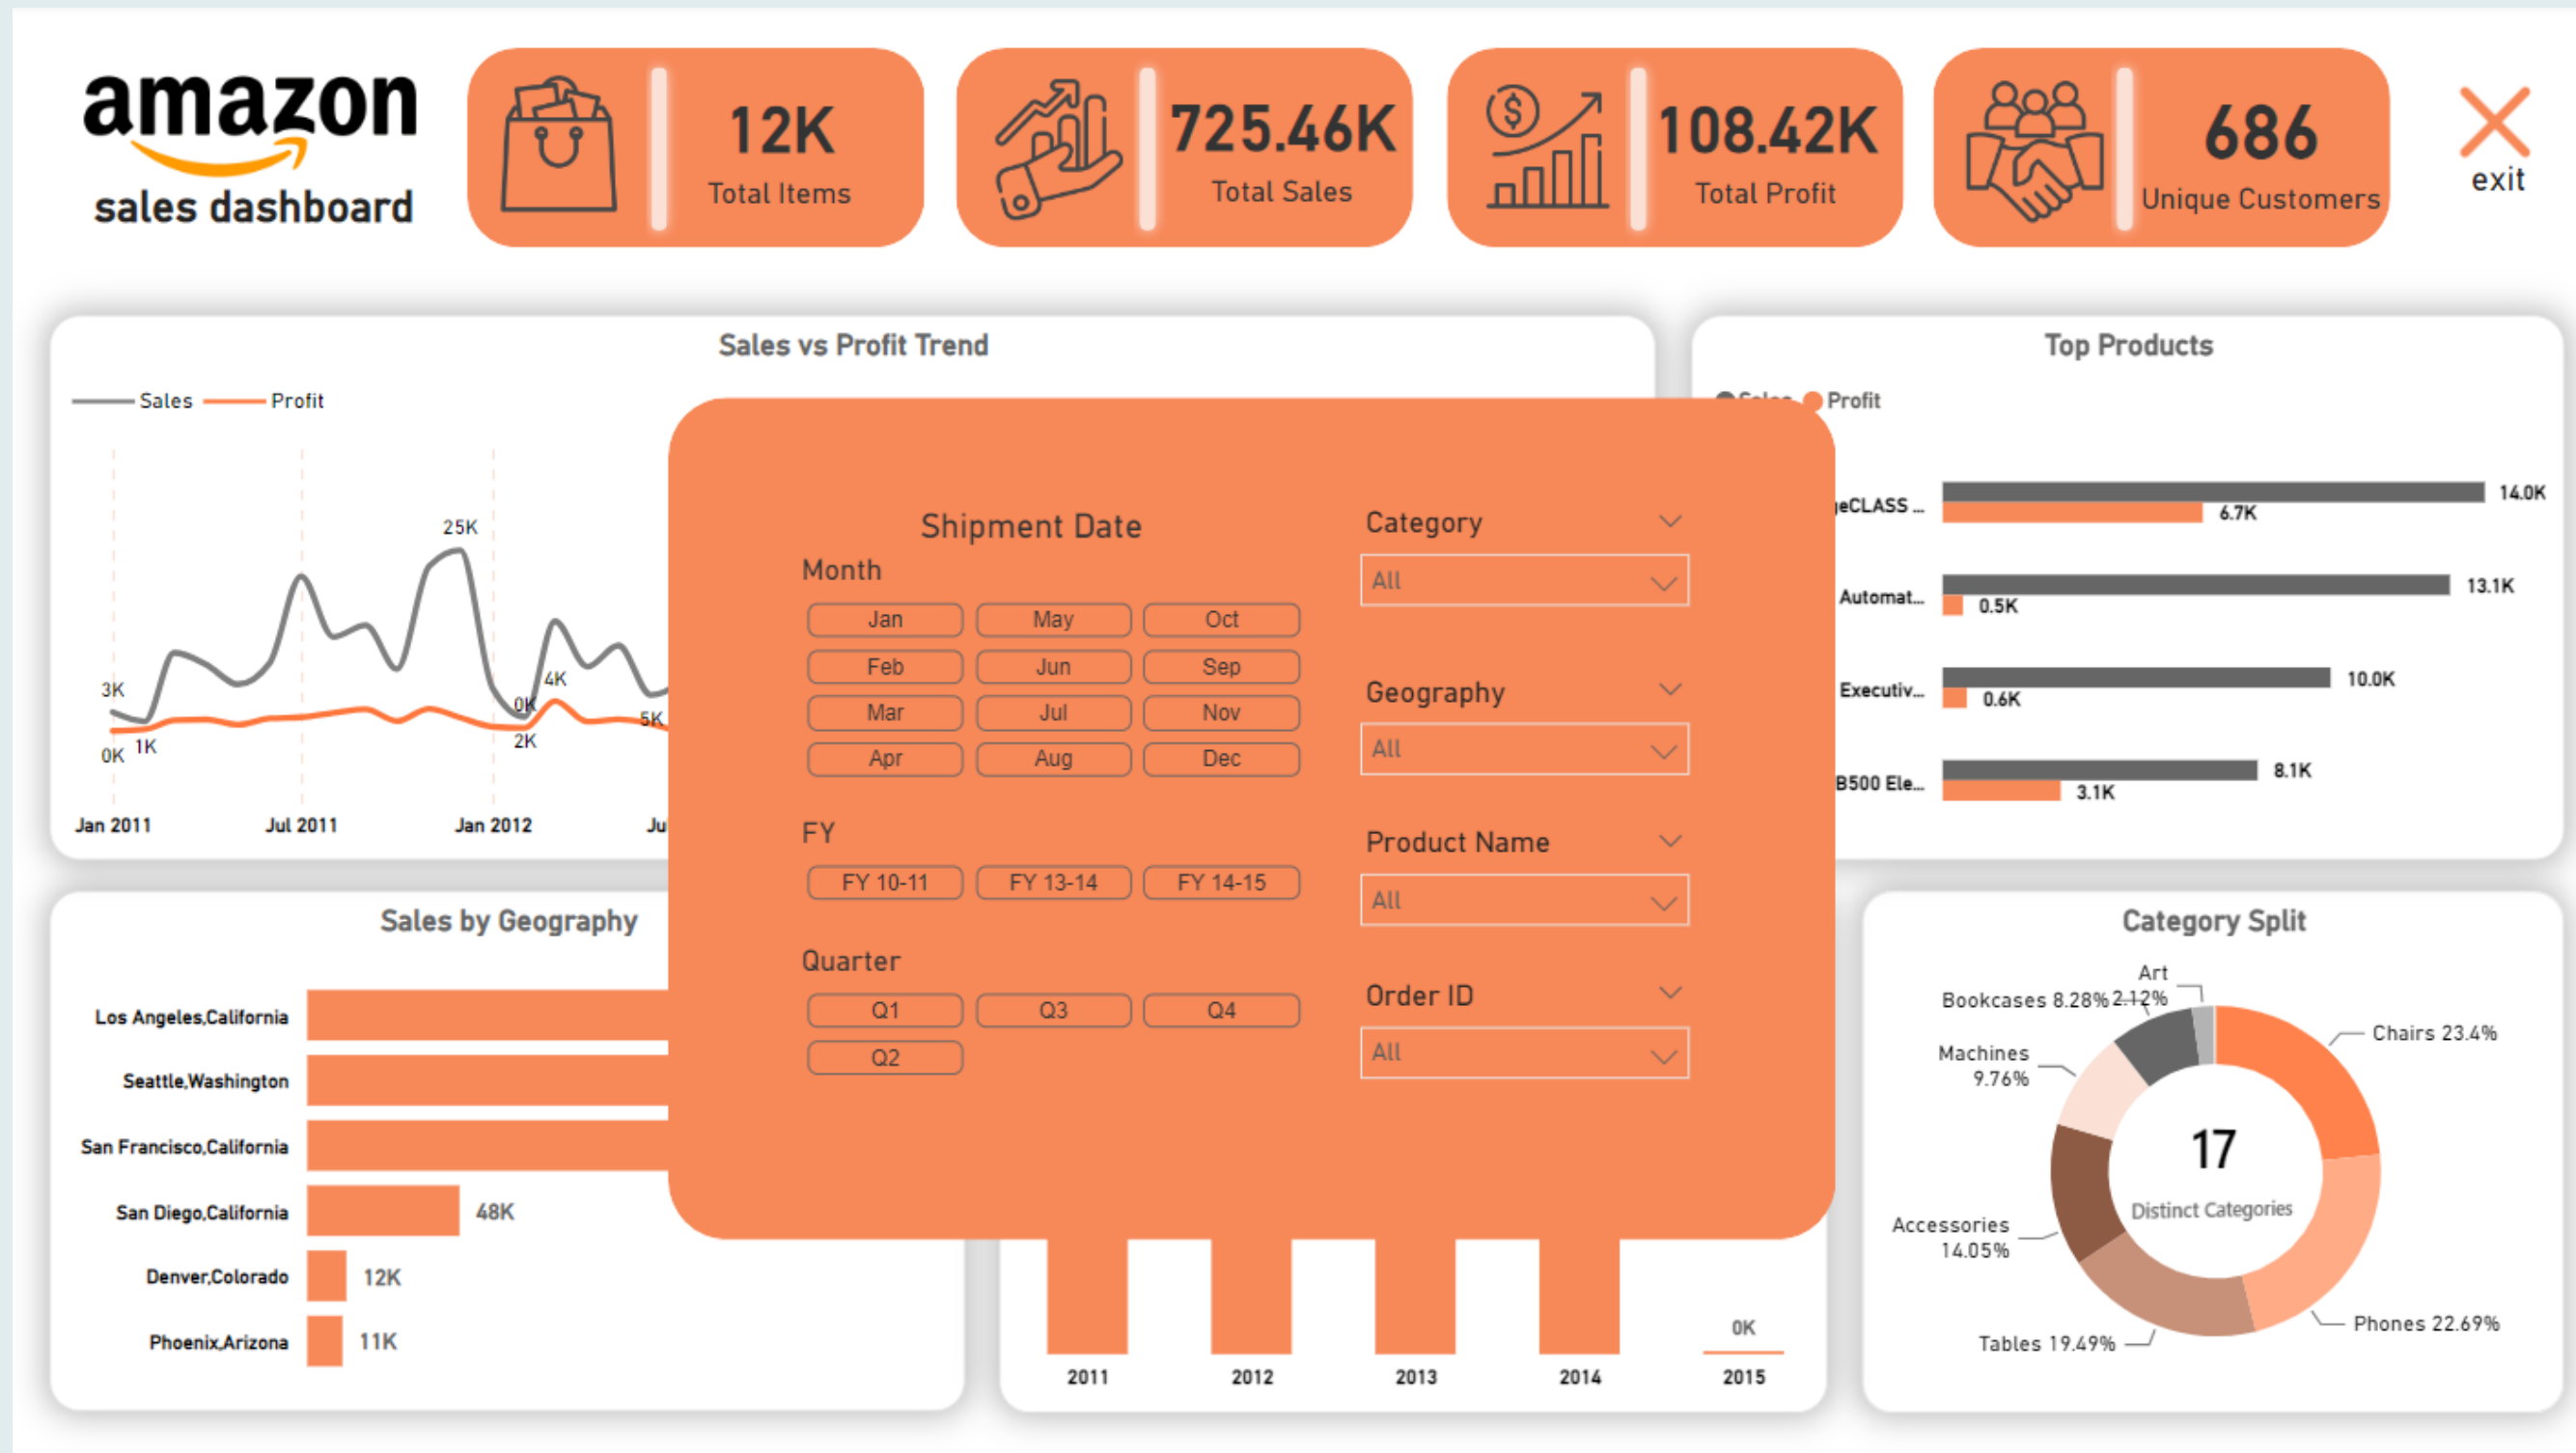 amazon
sales dashboard
12K
Total Items
725.46K
Total Sales
108.42K
Total Profit
686
Unique Customers
exit
Sales vs Profit Trend
Sales
Profit
25K
3K
0K
1K
0K
2K
4K
5K
Jan 2011
Jul 2011
Jan 2012
Top Products
Profit
14.0K
6.7K
Automat...
13.1K
0.5K
Executiv...
10.0K
0.6K
B500 Ele...
8.1K
3.1K
Shipment Date
Month
Jan
May
Oct
Feb
Jun
Sep
Mar
Jul
Nov
Apr
Aug
Dec
FY
FY 10-11
FY 13-14
FY 14-15
Quarter
Q1
Q3
Q4
Q2
Category
All
Geography
All
Product Name
All
Order ID
All
Sales by Geography
Los Angeles,California
Seattle,Washington
San Francisco,California
San Diego,California
48K
Denver,Colorado
12K
Phoenix,Arizona
11K
0K
2011
2012
2013
2014
2015
Category Split
Art
2.12%
Bookcases 8.28%
Machines
9.76%
Accessories
14.05%
Tables 19.49%
Phones 22.69%
Chairs 23.4%
17
Distinct Categories